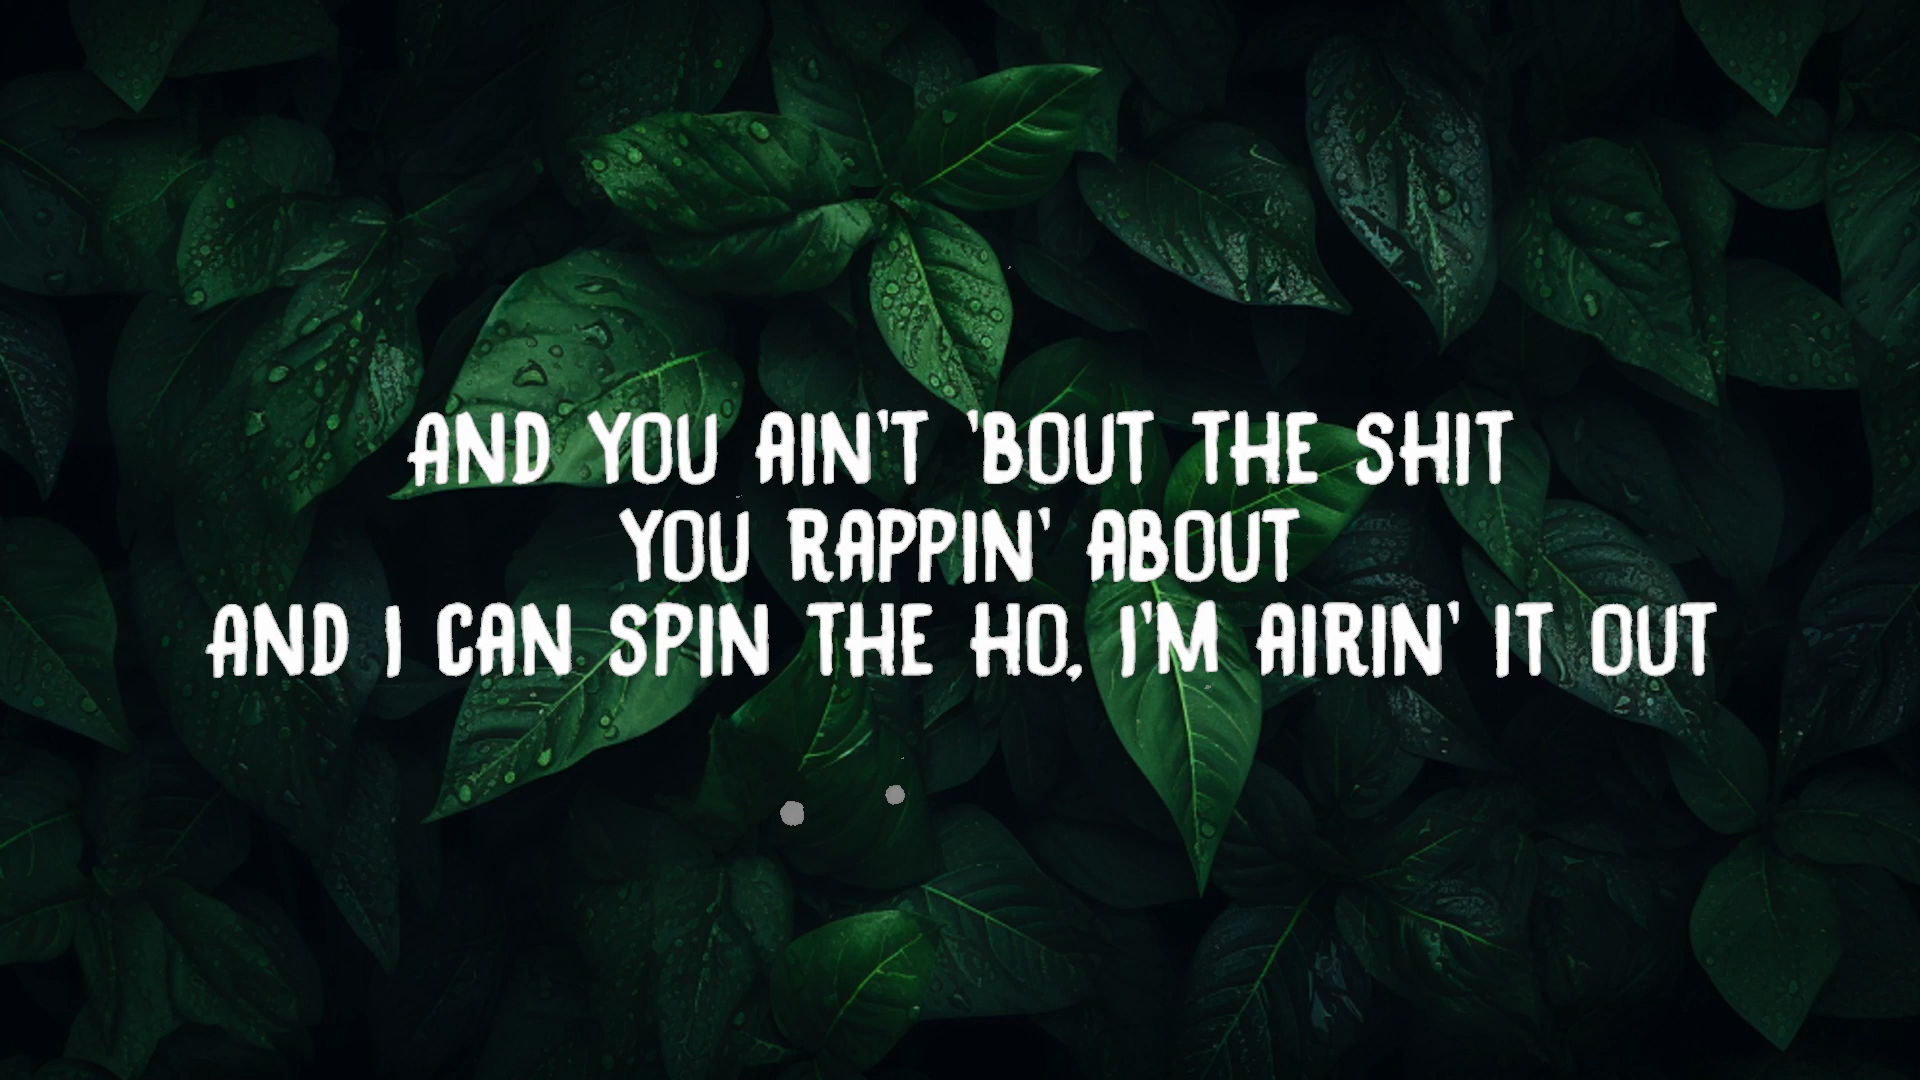 AND YOU AIN'T 'BOUT THE SHIT
YOU RAPPIN' ABOUT
AND I CAN SPIN THE HO, I'M AIRIN' IT OUT